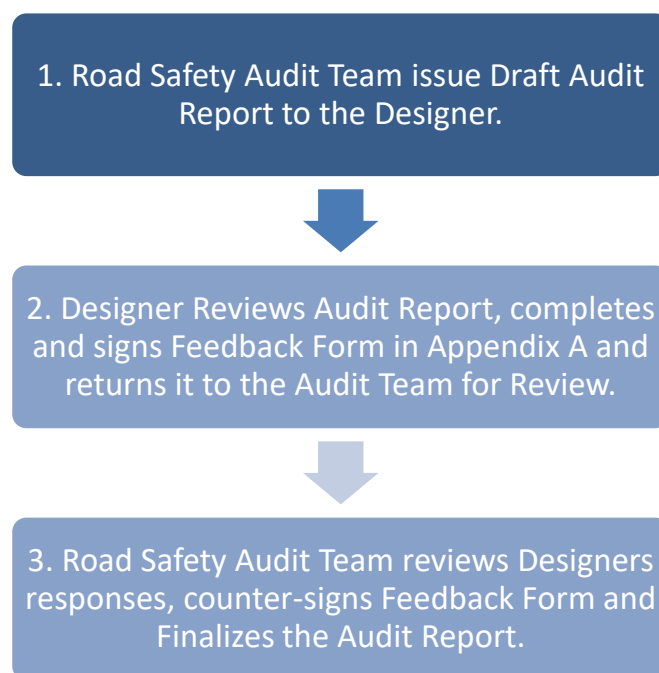 1. Road Safety Audit Team issue Draft Audit
Report to the Designer.
2. Designer Reviews Audit Report, completes
and signs Feedback Form in Appendix A and
returns it to the Audit Team for Review.
3. Road Safety Audit Team reviews Designers
responses, counter-signs Feedback Form and
Finalizes the Audit Report.